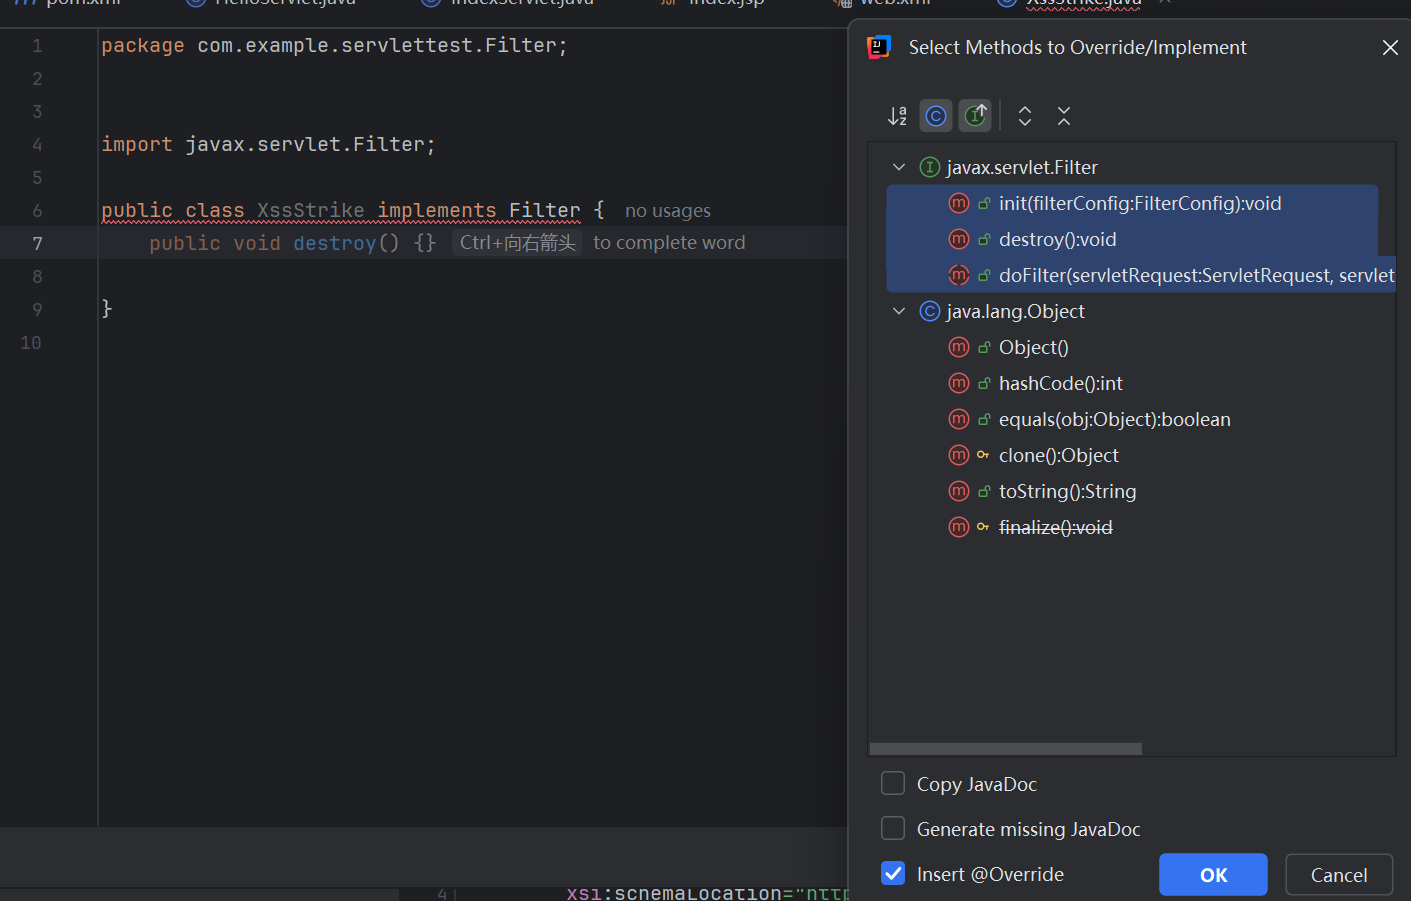 pom.xml HelloServlet.java IndexServlet.java index.jsp web.xml XssStrike.java
1 package com.example.servlettest.Filter;
2
3
4 import javax.servlet.Filter;
5
6 public class XssStrike implements Filter { no usages
7 public void destroy() {} Ctrl+向右箭头 to complete word
8
9 }
10
4 xsi:schemaLocation="http
Select Methods to Override/Implement
javax.servlet.Filter
init(filterConfig:FilterConfig):void
destroy():void
doFilter(servletRequest:ServletRequest, servlet
java.lang.Object
Object()
hashCode():int
equals(obj:Object):boolean
clone():Object
toString():String
finalize():void
Copy JavaDoc
Generate missing JavaDoc
Insert @Override
OK Cancel